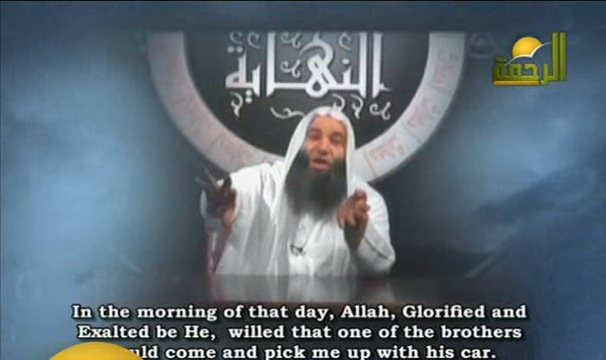 النهاية
الرحمة
In the morning of that day, Allah, Glorified and
Exalted be He, willed that one of the brothers
uld come and pick me up with his car.